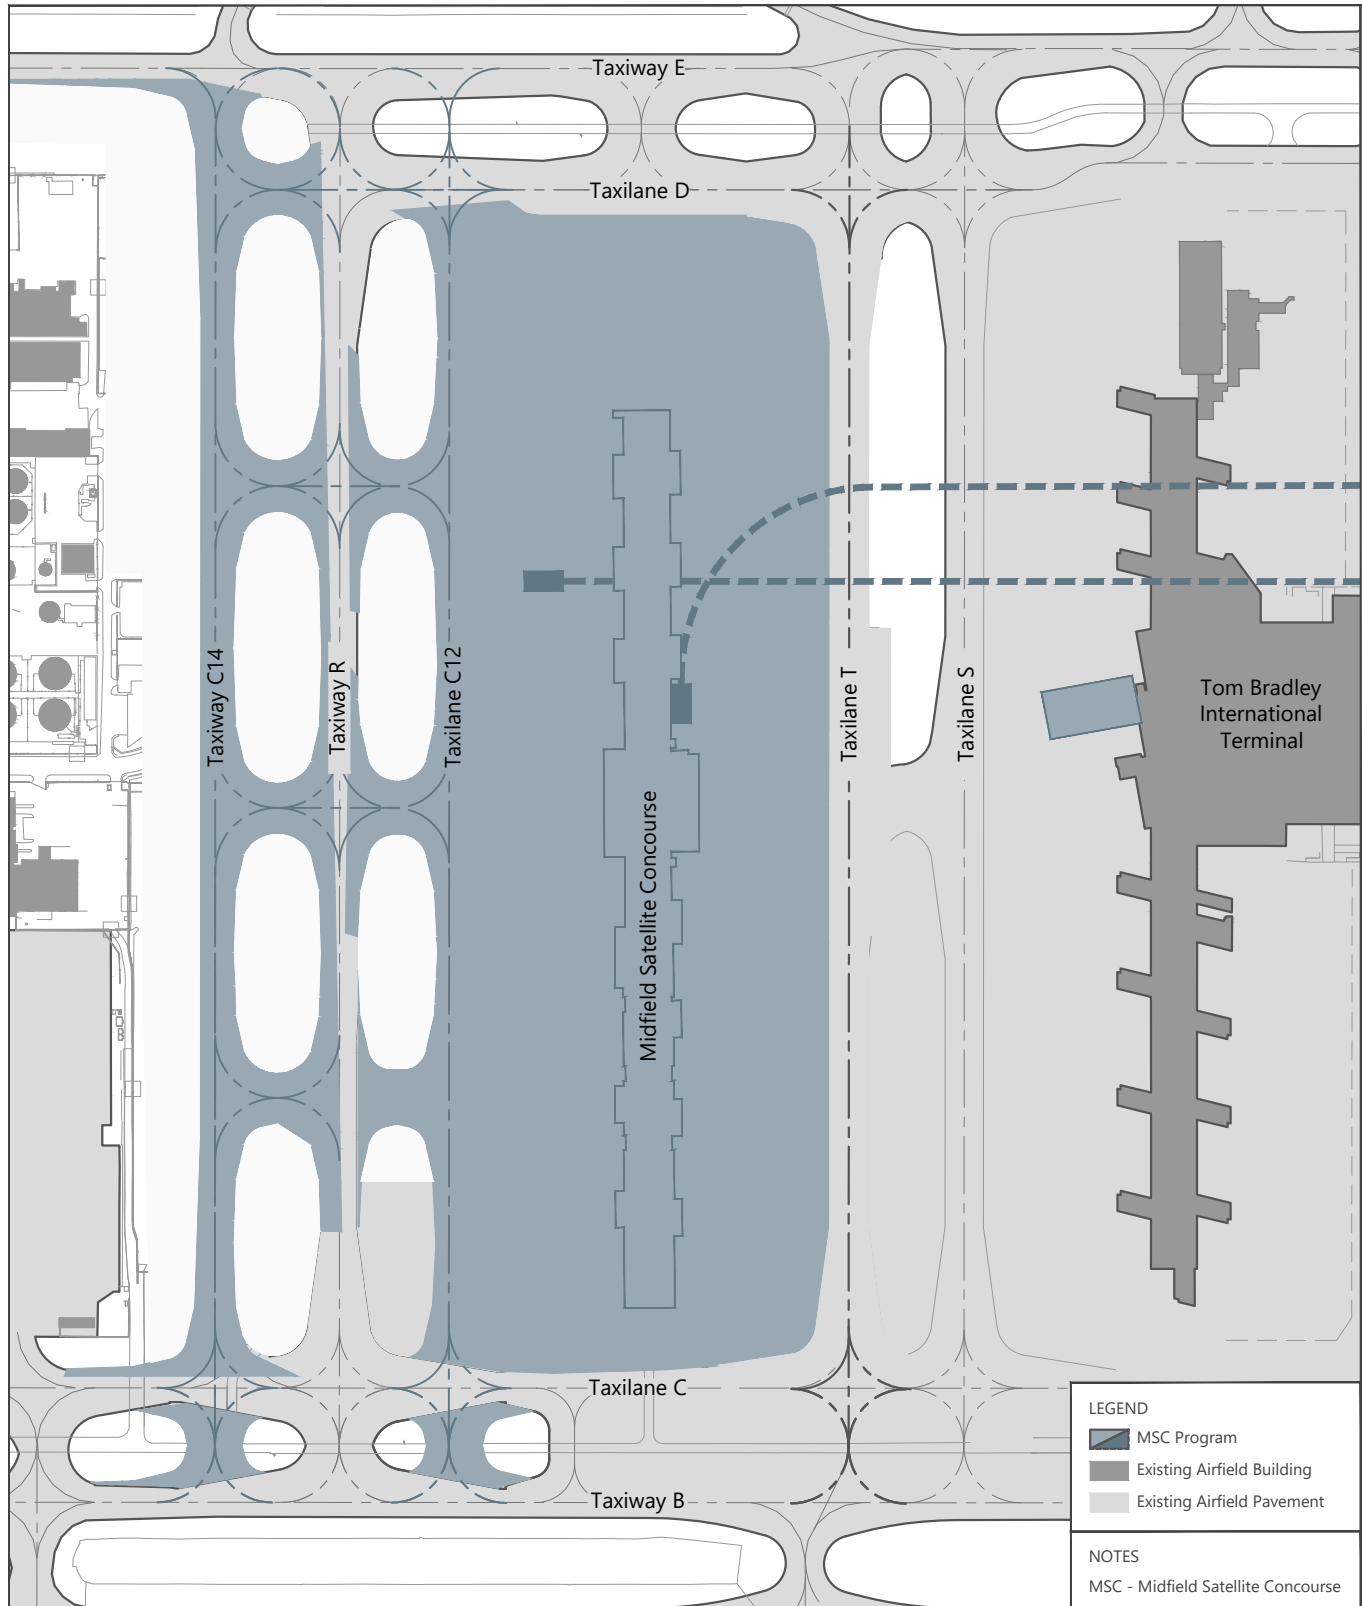 Taxiway E
Taxilane D
Taxiway C14
Taxiway R
Taxilane C12
Midfield Satellite Concourse
Taxilane T
Taxilane S
Tom Bradley
International
Terminal
Taxilane C
Taxiway B
LEGEND
MSC Program
Existing Airfield Building
Existing Airfield Pavement
NOTES
MSC - Midfield Satellite Concourse